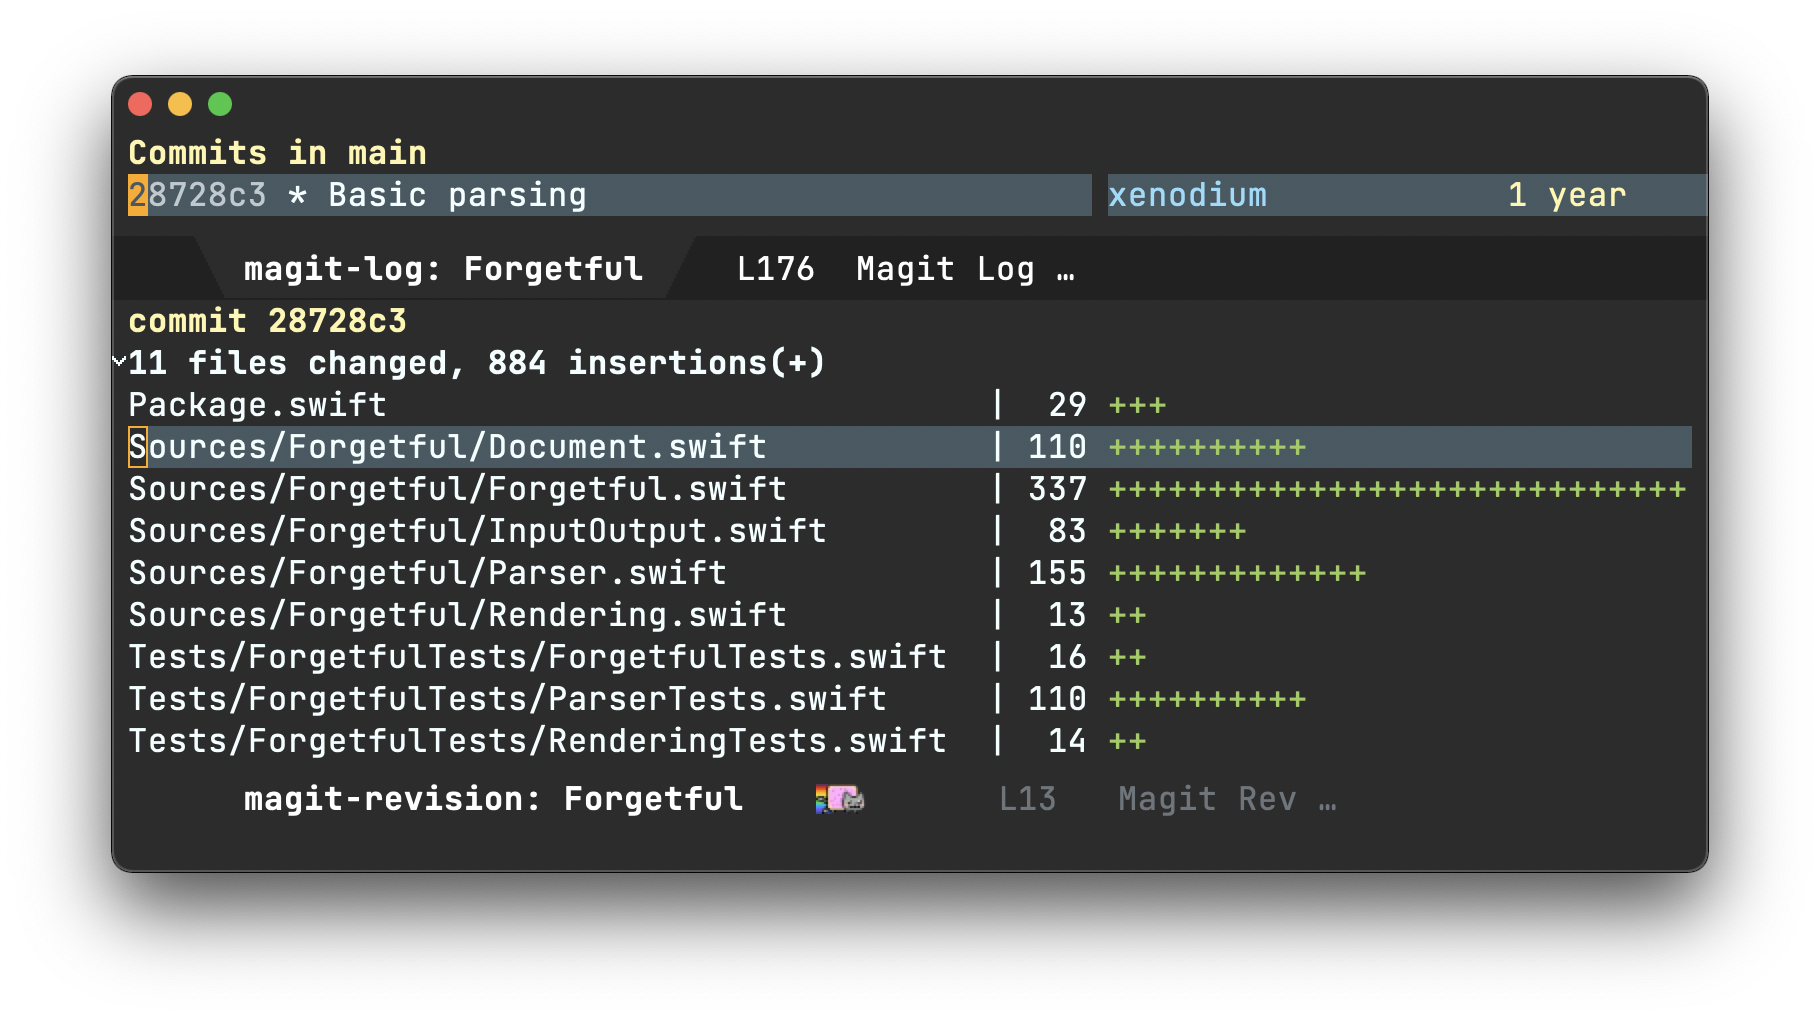 Commits in main
28728c3 * Basic parsing xenodium 1 year
magit-log: Forgetful L176 Magit Log …
commit 28728c3
11 files changed, 884 insertions(+)
Package.swift | 29 +++
Sources/Forgetful/Document.swift | 110 ++++++++++
Sources/Forgetful/Forgetful.swift | 337 +++++++++++++++++++++++++++++
Sources/Forgetful/InputOutput.swift | 83 +++++++
Sources/Forgetful/Parser.swift | 155 +++++++++++++
Sources/Forgetful/Rendering.swift | 13 ++
Tests/ForgetfulTests/ForgetfulTests.swift | 16 ++
Tests/ForgetfulTests/ParserTests.swift | 110 ++++++++++
Tests/ForgetfulTests/RenderingTests.swift | 14 ++
magit-revision: Forgetful L13 Magit Rev …